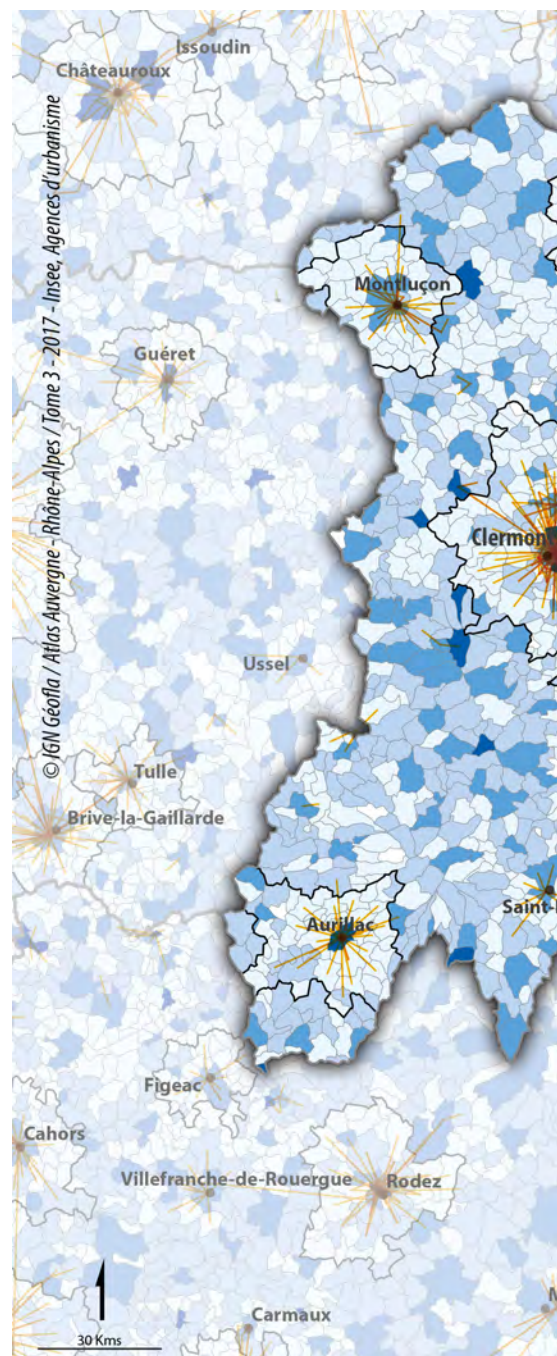 Issoudin
Châteauroux
© IGN Géofla / Atlas Auvergne - Rhône-Alpes / Tome 3 - 2017 - Insee, Agences d'urbanisme
Montluçon
Guéret
Clermon
Ussel
Tulle
Brive-la-Gaillarde
Saint-
Aurillac
Figeac
Cahors
Villefranche-de-Rouergue
Rodez
Carmaux
M
30 Kms